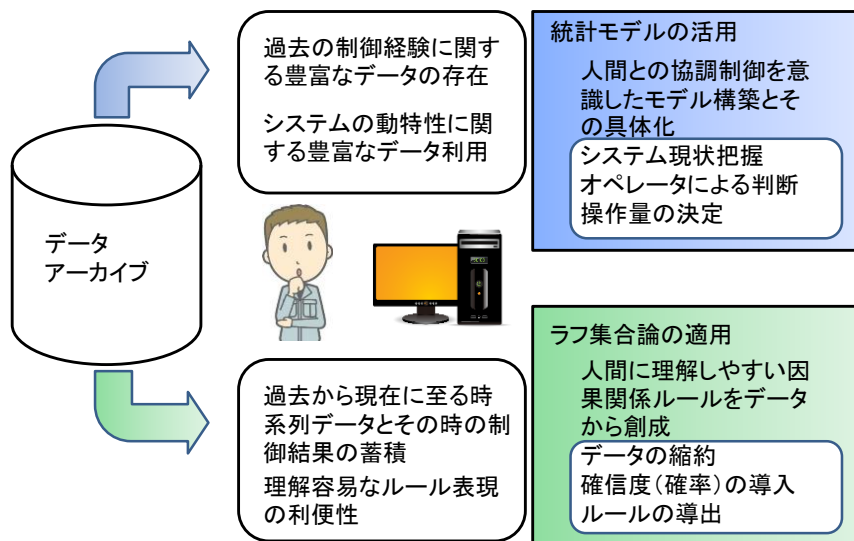 過去の制御経験に関す
る豊富なデータの存在
システムの動特性に関
する豊富なデータ利用
統計モデルの活用
人間との協調制御を意
識したモデル構築とそ
の具体化
システム現状把握
オペレータによる判断
操作量の決定
データ
アーカイブ
過去から現在に至る時
系列データとその時の制
御結果の蓄積
理解容易なルール表現
の利便性
ラフ集合論の適用
人間に理解しやすい因
果関係ルールをデータ
から創成
データの縮約
確信度(確率)の導入
ルールの導出